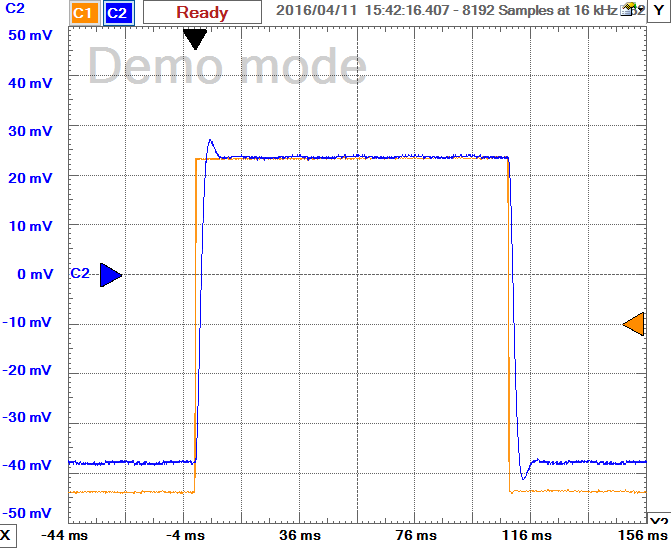 C2 C1 C2 Ready 2016/04/11 15:42:16.407 - 8192 Samples at 16 kHz Y
50 mV
Demo mode
40 mV
30 mV
20 mV
10 mV
C2 0 mV
-10 mV
-20 mV
-30 mV
-40 mV
-50 mV
X -44 ms -4 ms 36 ms 76 ms 116 ms 156 ms